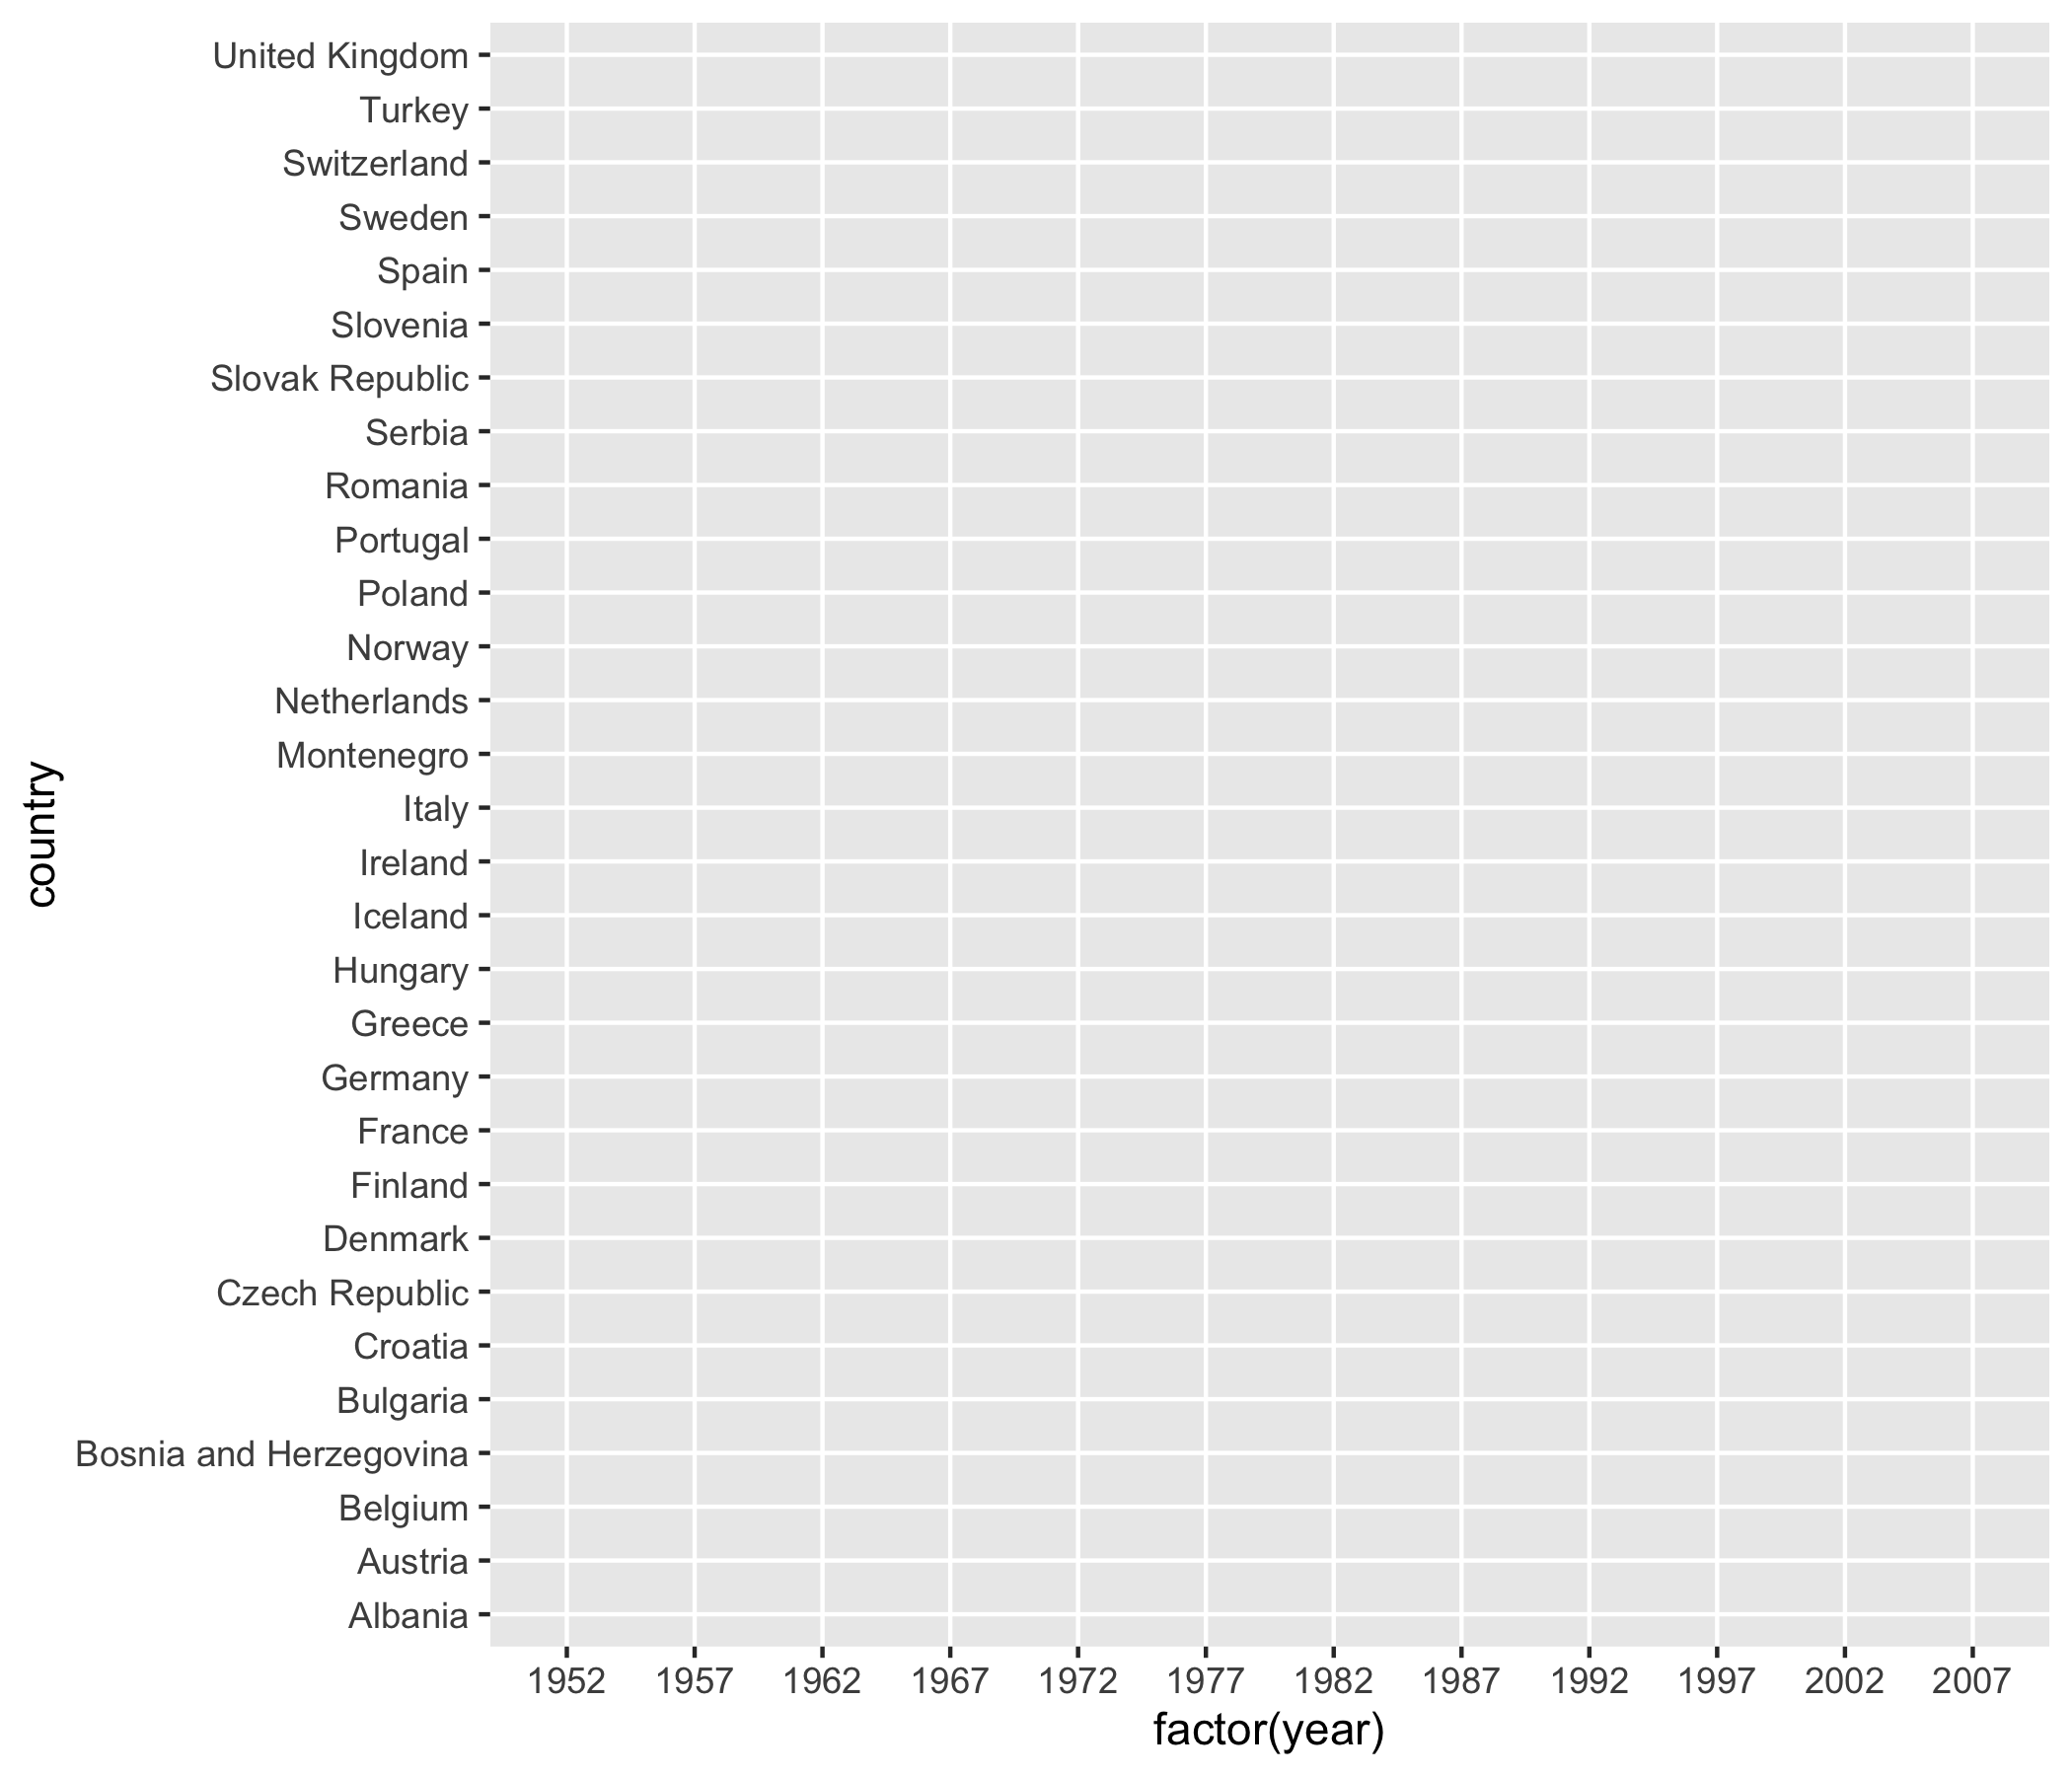 United Kingdom
Turkey
Switzerland
Sweden
Spain
Slovenia
Slovak Republic
Serbia
Romania
Portugal
Poland
Norway
Netherlands
Montenegro
Italy
Ireland
Iceland
Hungary
Greece
Germany
France
Finland
Denmark
Czech Republic
Croatia
Bulgaria
Bosnia and Herzegovina
Belgium
Austria
Albania
country
1952 1957 1962 1967 1972 1977 1982 1987 1992 1997 2002 2007
factor(year)